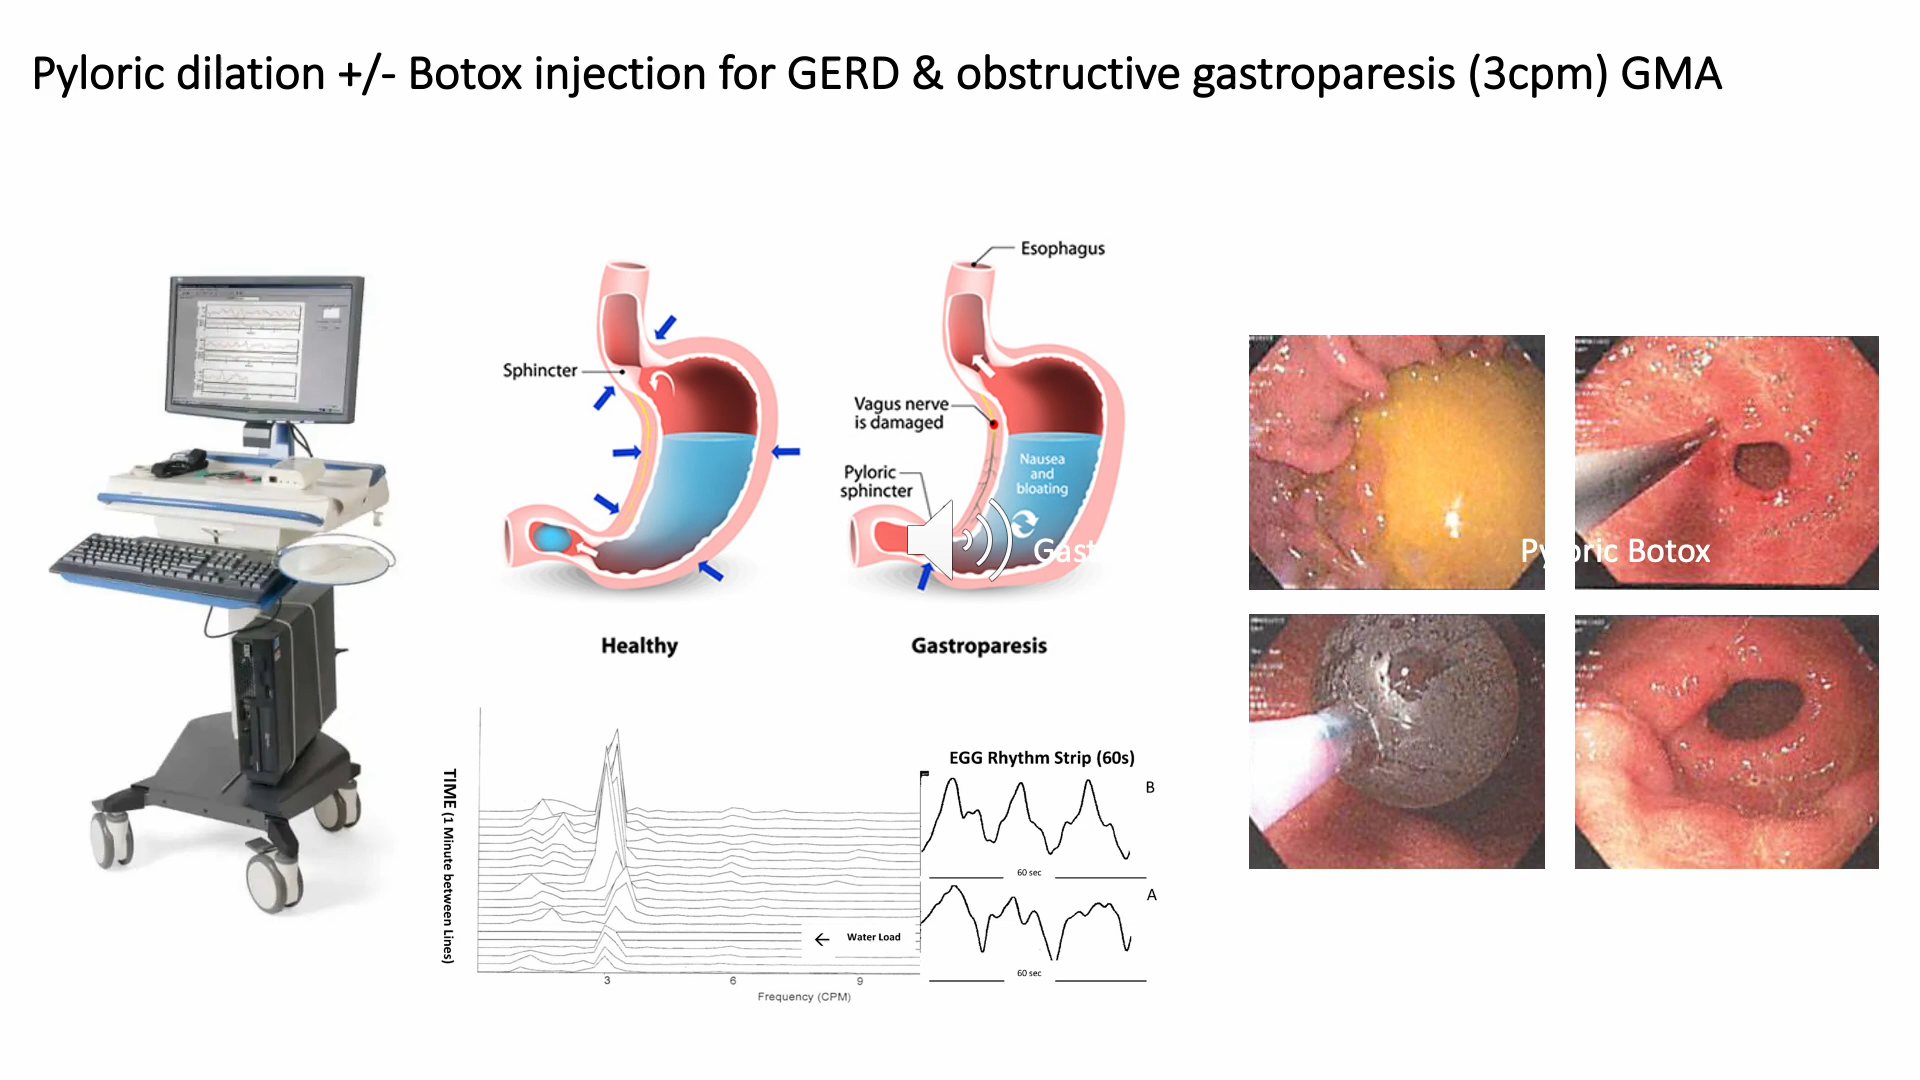 Pyloric dilation +/- Botox injection for GERD & obstructive gastroparesis (3cpm) GMA
Esophagus
Sphincter
Vagus nerve
is damaged
Pyloric
sphincter
Nausea
and
bloating
Gast
Pyloric Botox
Healthy
Gastroparesis
TIME (1 Minute between Lines)
EGG Rhythm Strip (60s)
B
60 sec
A
Water Load
60 sec
3
6
9
Frequency (CPM)